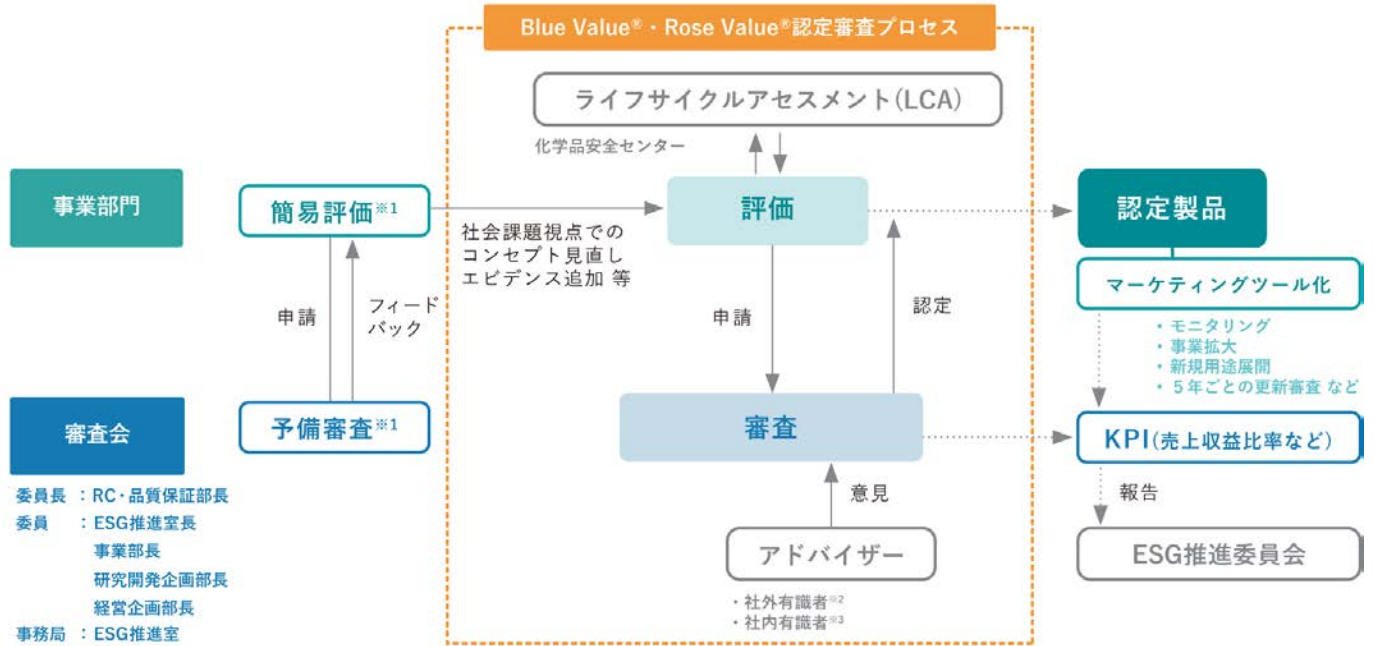 Blue Value®・Rose Value®認定審査プロセス
ライフサイクルアセスメント(LCA)
化学品安全センター
事業部門
簡易評価※1
社会課題視点での
コンセプト見直し
エビデンス追加 等
評価
認定製品
マーケティングツール化
・モニタリング
・事業拡大
・新規用途展開
・5年ごとの更新審査 など
申請
フィード
バック
申請
認定
審査会
予備審査※1
審査
KPI(売上収益比率など)
委員長 ：RC・品質保証部長
委員 ：ESG推進室長
事業部長
研究開発企画部長
経営企画部長
事務局 ：ESG推進室
意見
アドバイザー
・社外有識者※2
・社内有識者※3
報告
ESG推進委員会